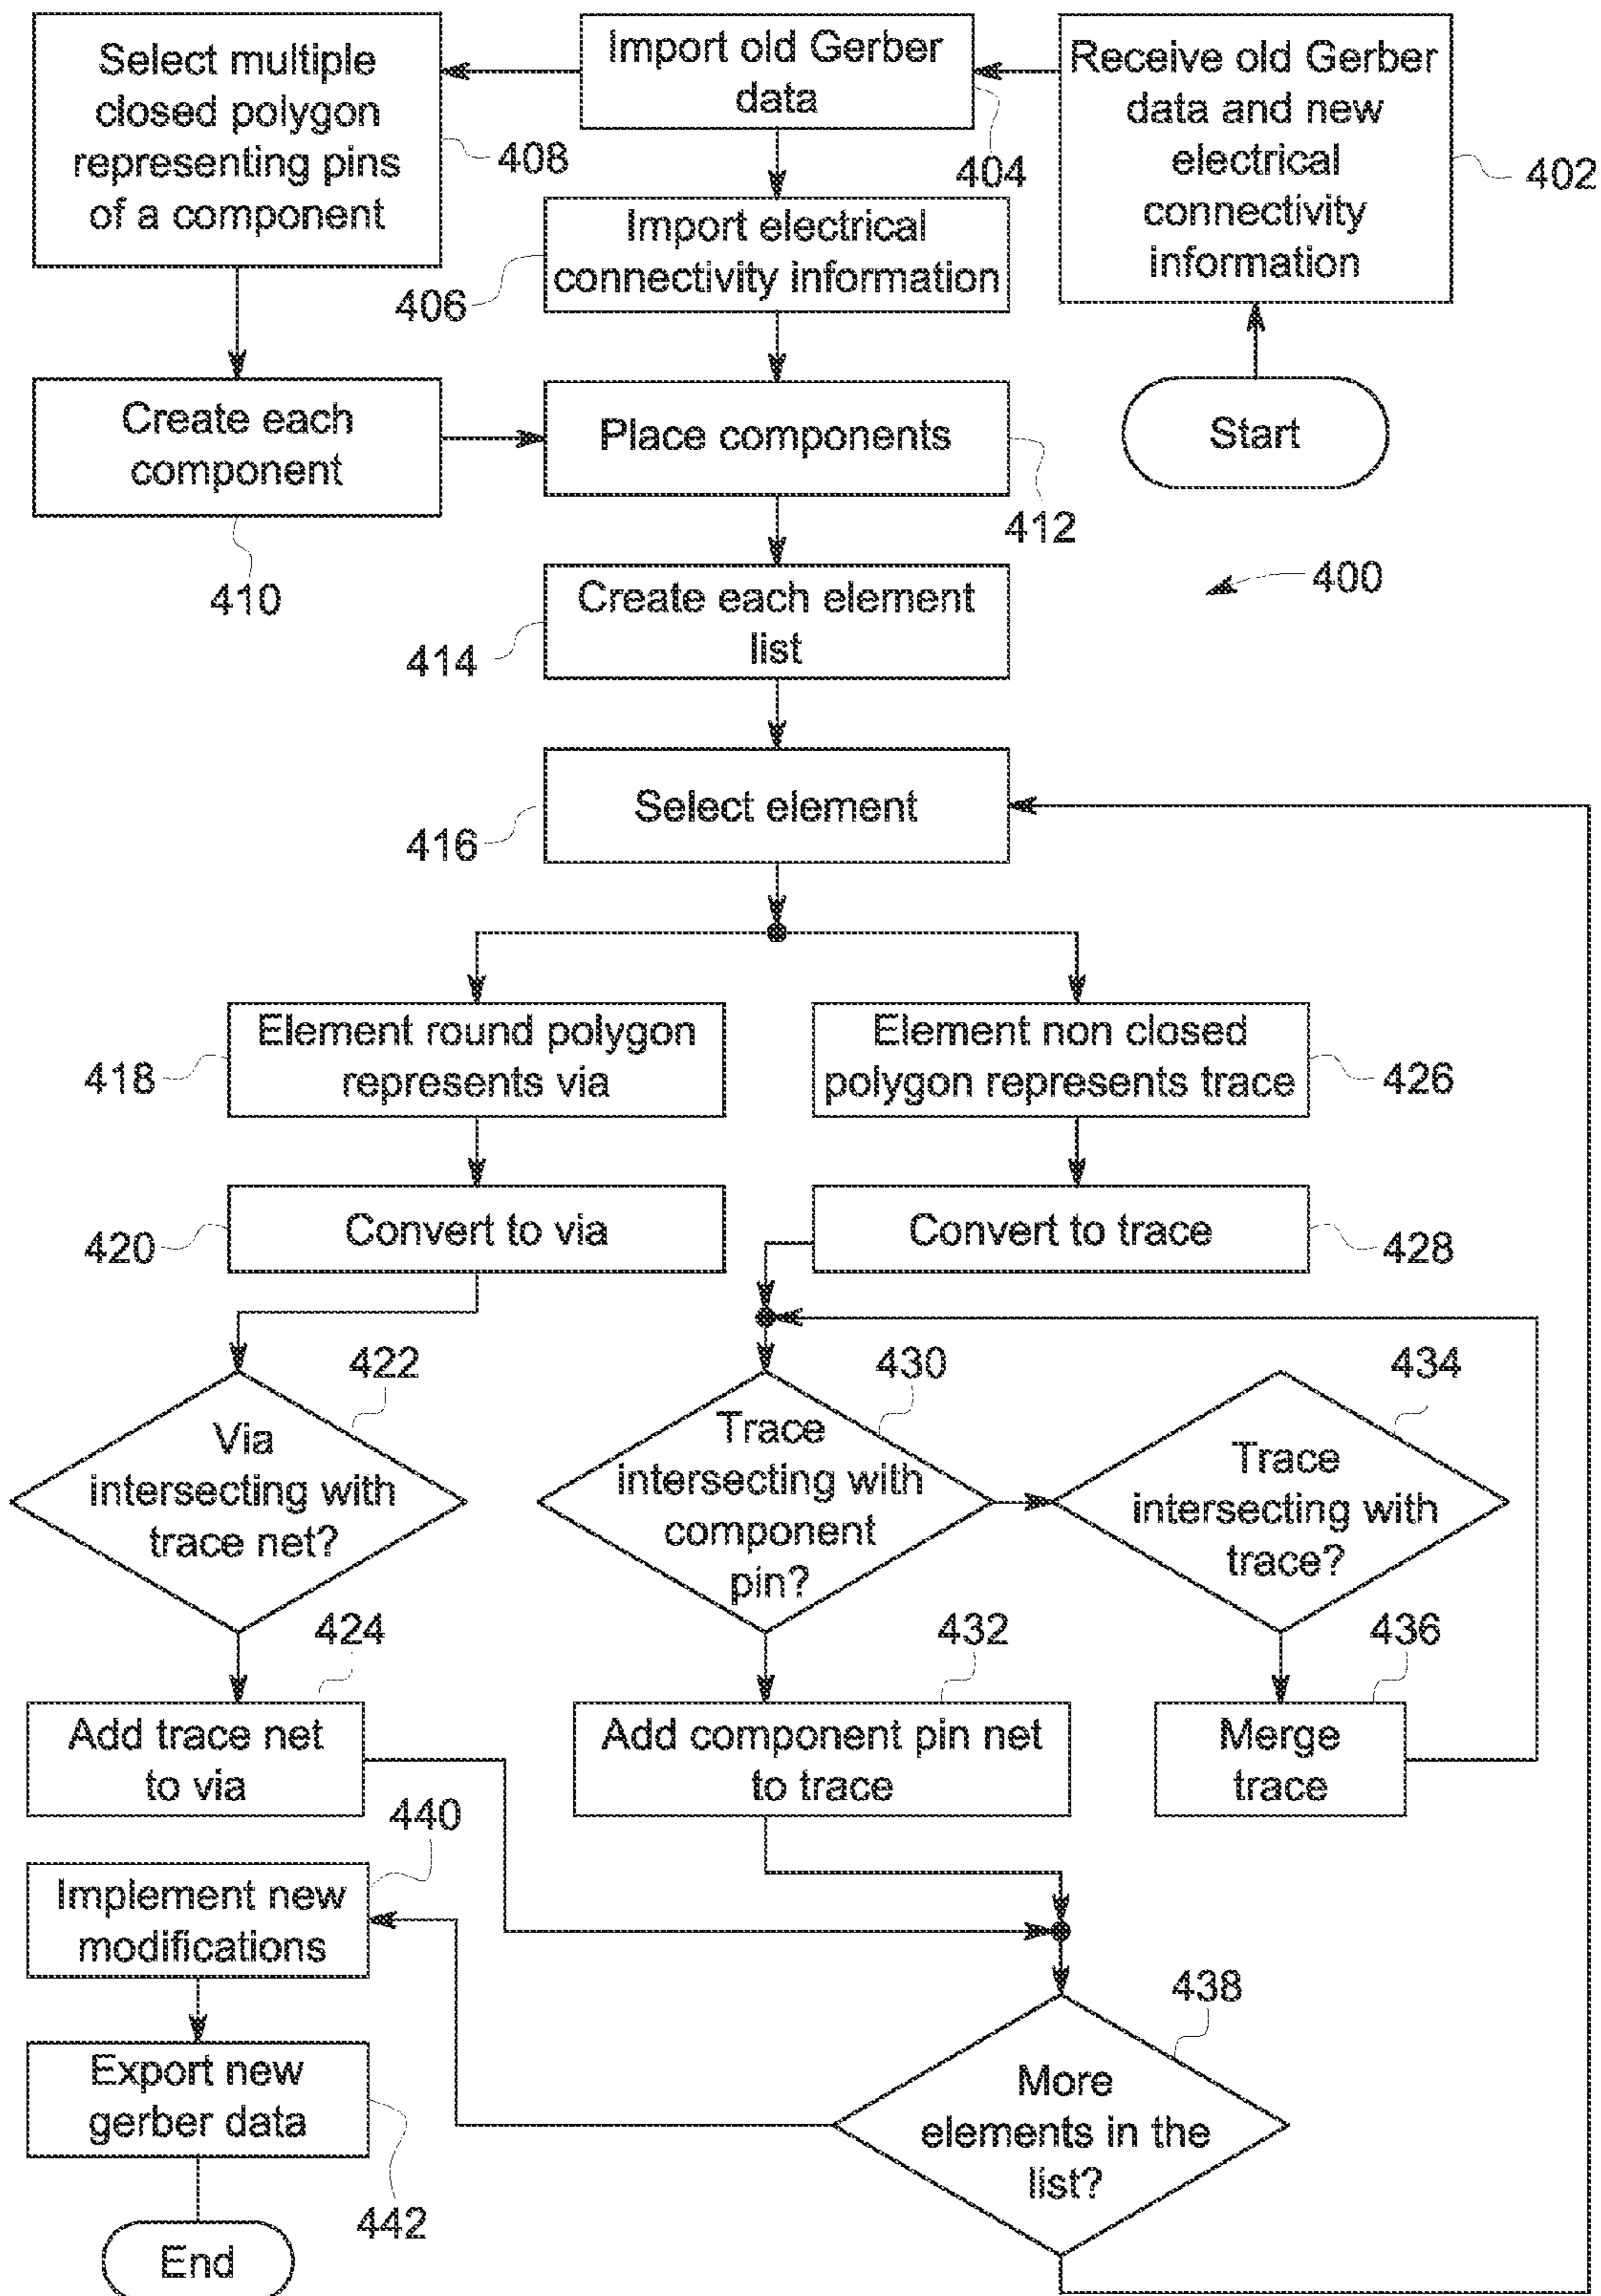 Select multiple
closed polygon
representing pins
of a component
408
Import old Gerber
data
404
Receive old Gerber
data and new
electrical
connectivity
information
402
Import electrical
connectivity information
406
Create each
component
410
Place components
412
Start
400
Create each element
list
414
Select element
416
Element round polygon
represents via
418
Element non closed
polygon represents trace
426
Convert to via
420
Convert to trace
428
Via
intersecting with
trace net?
422
Trace
intersecting with
component
pin?
430
Trace
intersecting with
trace?
434
Add trace net
to via
424
Add component pin net
to trace
432
Merge
trace
436
Implement new
modifications
440
More
elements in the
list?
438
Export new
gerber data
442
End